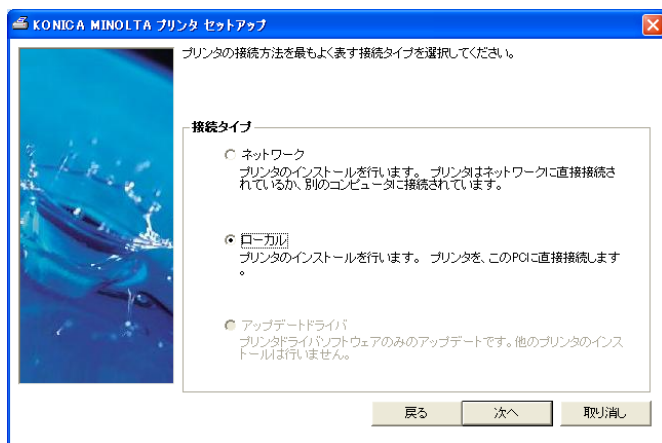 KONICA MINOLTA プリンタ セットアップ
プリンタの接続方法を最もよく表す接続タイプを選択してください。
接続タイプ
ネットワーク
プリンタのインストールを行います。 プリンタはネットワークに直接接続さ
れているか、別のコンピュータに接続されています。
ローカル
プリンタのインストールを行います。 プリンタを、このPCに直接接続します
。
アップデートドライバ
プリンタドライバソフトウェアのみのアップデートです。他のプリンタのインス
トールは行いません。
戻る
次へ
取り消し